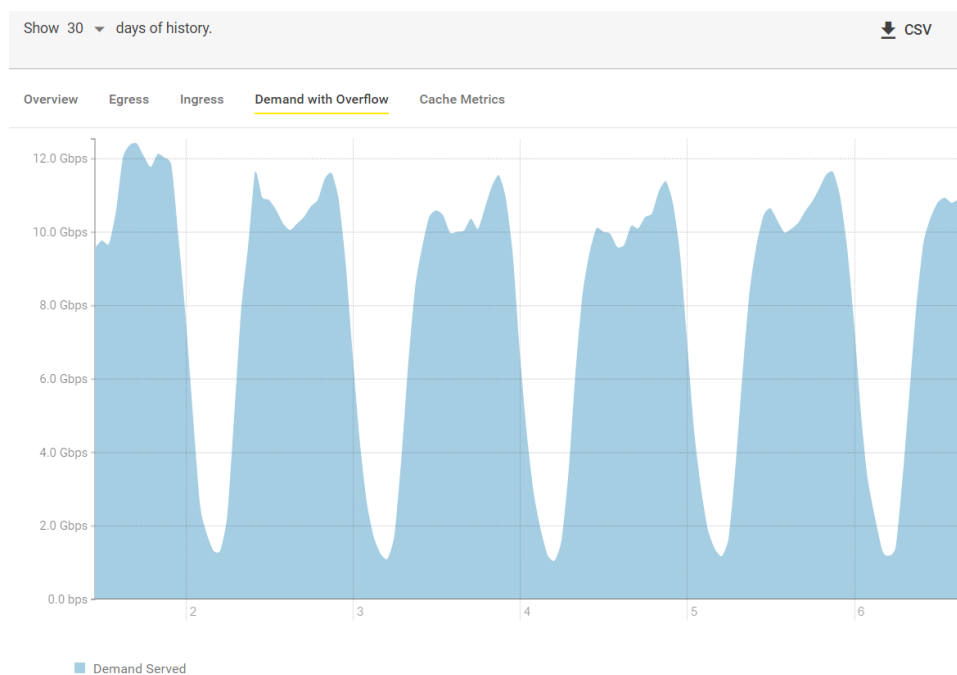 Show 30 days of history.
CSV
Overview Egress Ingress Demand with Overflow Cache Metrics
12.0 Gbps
10.0 Gbps
8.0 Gbps
6.0 Gbps
4.0 Gbps
2.0 Gbps
0.0 bps
2 3 4 5 6
Demand Served